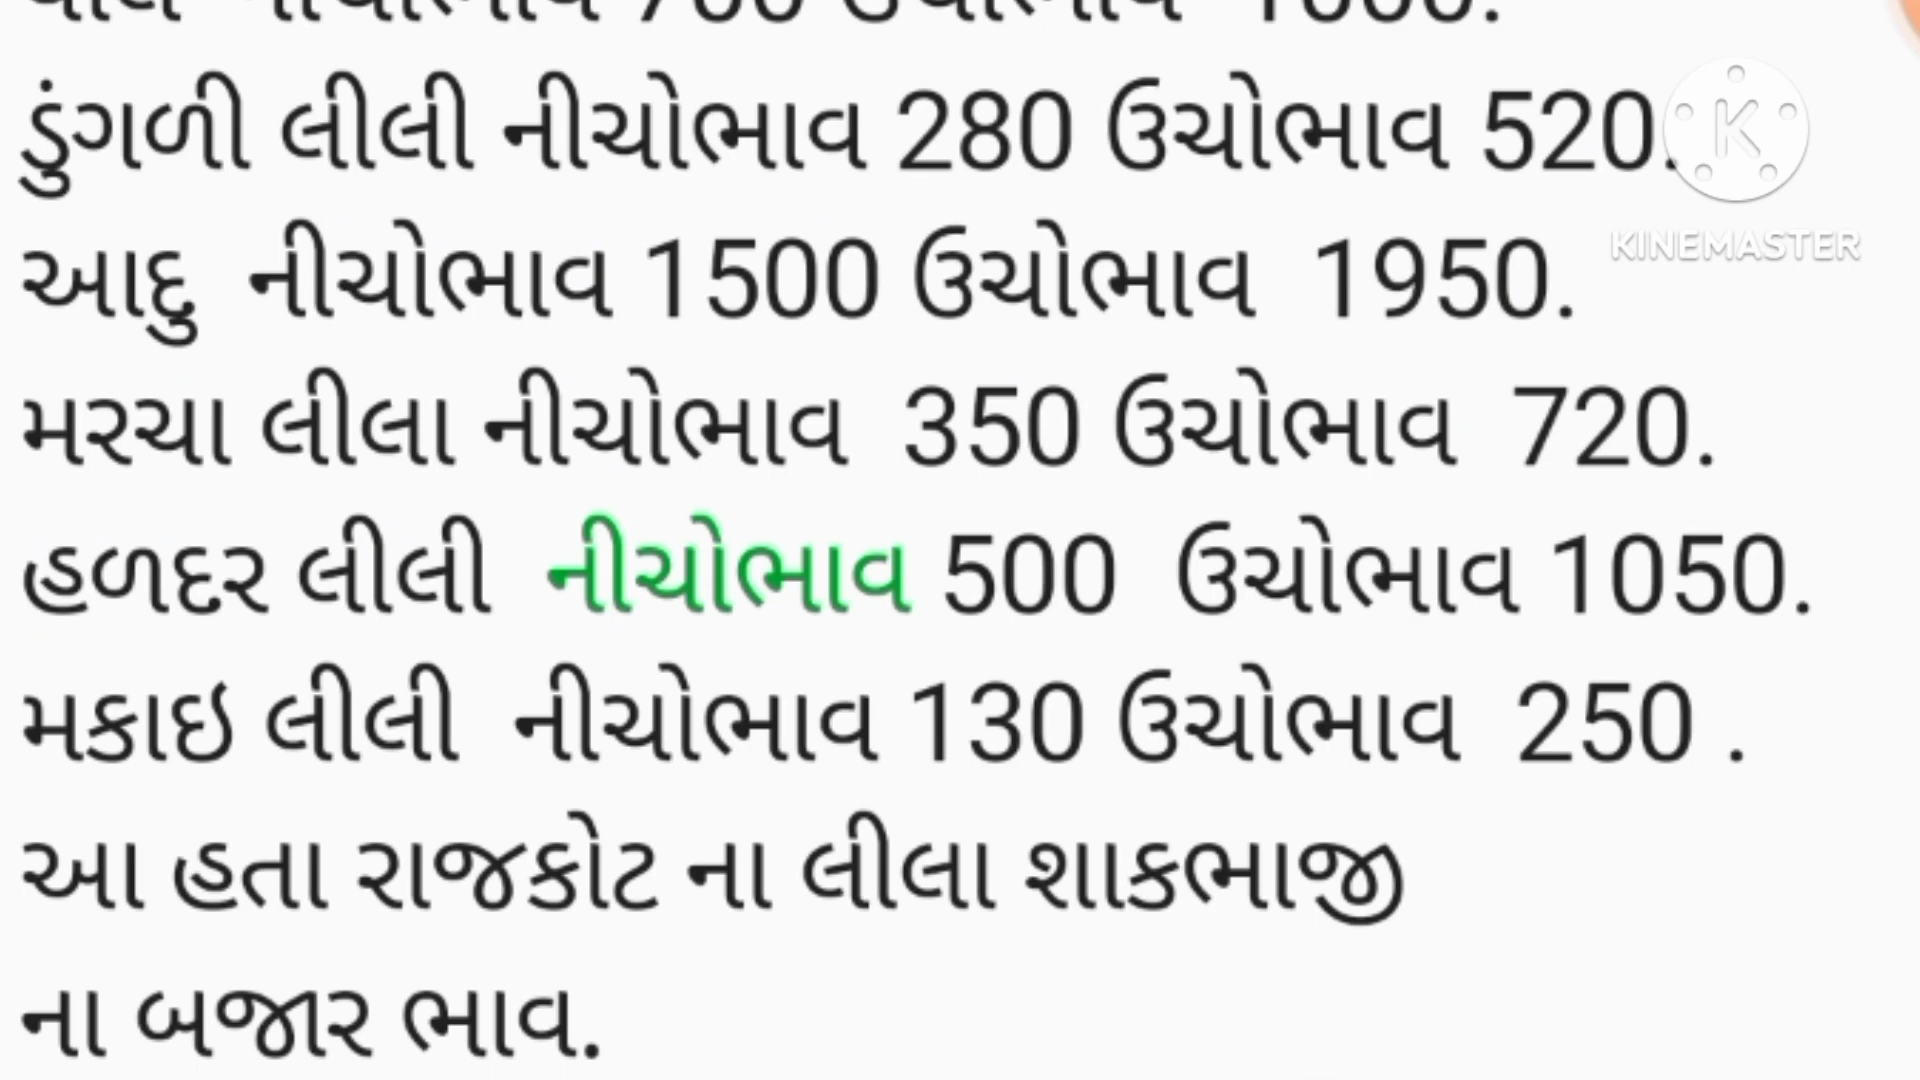 ડુંગળી લીલી નીચોભાવ 280 ઉચોભાવ 520.
આદુ નીચોભાવ 1500 ઉચોભાવ 1950.
મરચા લીલા નીચોભાવ 350 ઉચોભાવ 720.
હળદર લીલી નીચોભાવ 500 ઉચોભાવ 1050.
મકાઇ લીલી નીચોભાવ 130 ઉચોભાવ 250 .
આ હતા રાજકોટ ના લીલા શાકભાજી
ના બજાર ભાવ.
K
KINEMASTER